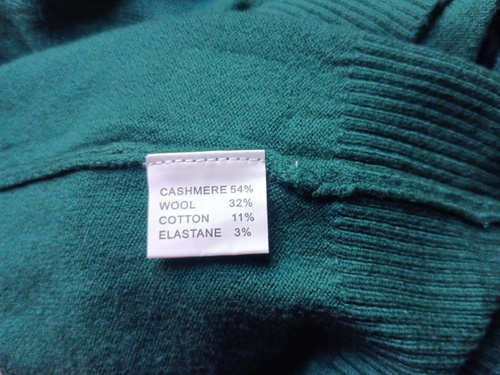 CASHMERE 54%
WOOL 32%
COTTON 11%
ELASTANE 3%